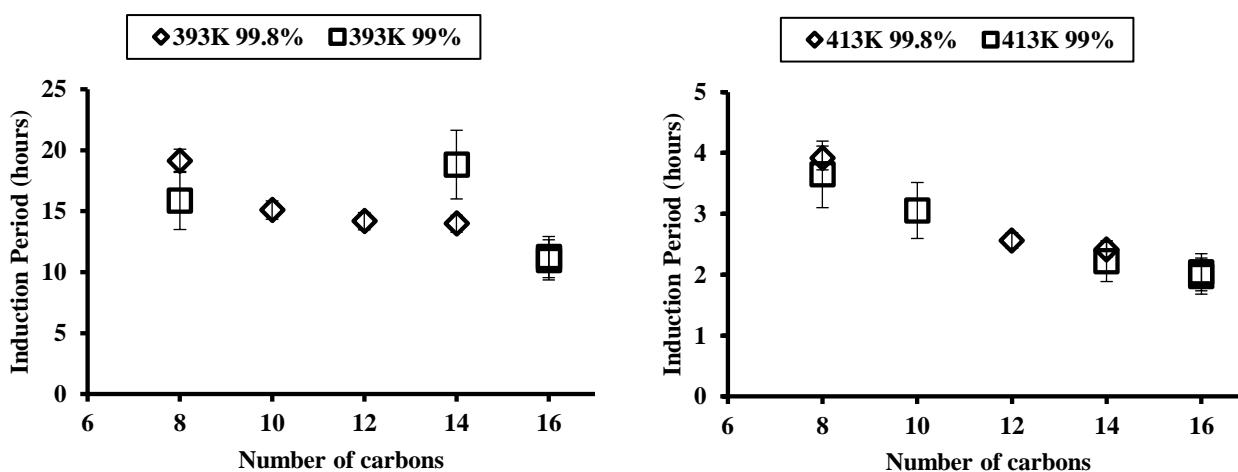 393K 99.8% 393K 99%
25
20
15
10
5
0
6 8 10 12 14 16
Induction Period (hours)
Number of carbons
413K 99.8% 413K 99%
5
4
3
2
1
0
6 8 10 12 14 16
Induction Period (hours)
Number of carbons